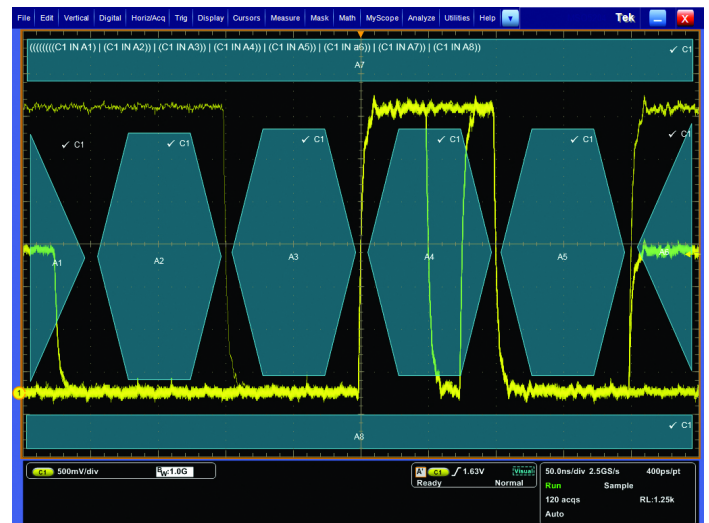 File Edit Vertical Digital Horiz/Acq Trig Display Cursors Measure Mask Math MyScope Analyze Utilities Help Tek X
((((((((C1 IN A1) | (C1 IN A2)) | (C1 IN A3)) | (C1 IN A4)) | (C1 IN A5)) | (C1 IN a6)) | (C1 IN A7)) | (C1 IN A8))
✓ C1
A7
✓ C1
✓ C1
✓ C1
✓ C1
✓ C1
✓ C1
A1
A2
A3
A4
A5
A6
1
✓ C1
A8
C1 500mV/div BW:1.0G
A' C1 1.63V Visual
Ready Normal
50.0ns/div 2.5GS/s 400ps/pt
Run Sample
120 acqs RL:1.25k
Auto